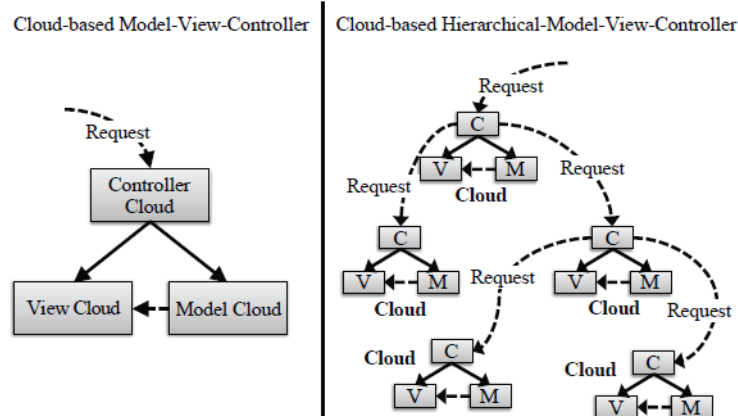 Cloud-based Model-View-Controller
Request
Controller
Cloud
View Cloud
Model Cloud
Cloud-based Hierarchical-Model-View-Controller
Request
C
V
M
Cloud
Request
Request
C
V
M
Cloud
C
V
M
Cloud
Request
Request
Cloud
C
V
M
Cloud
C
V
M